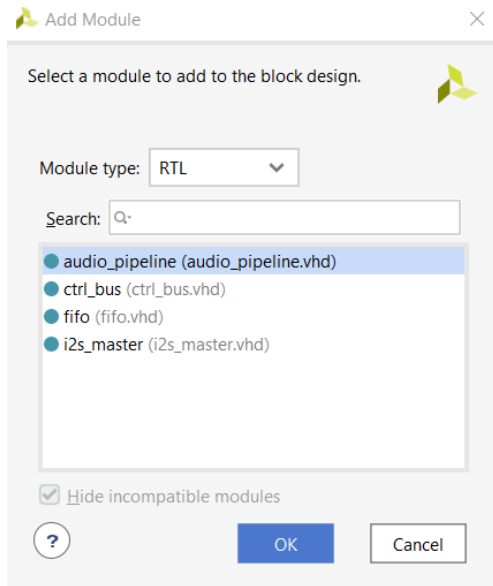 Add Module
Select a module to add to the block design.
Module type: RTL
Search:
audio_pipeline (audio_pipeline.vhd)
ctrl_bus (ctrl_bus.vhd)
fifo (fifo.vhd)
i2s_master (i2s_master.vhd)
Hide incompatible modules
? OK Cancel